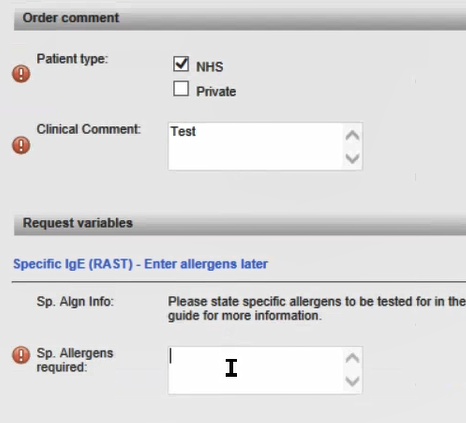 Order comment
Patient type:
NHS
Private
Clinical Comment:
Test
Request variables
Specific IgE (RAST) - Enter allergens later
Sp. Algn Info:
Please state specific allergens to be tested for in the
guide for more information.
Sp. Allergens
required: